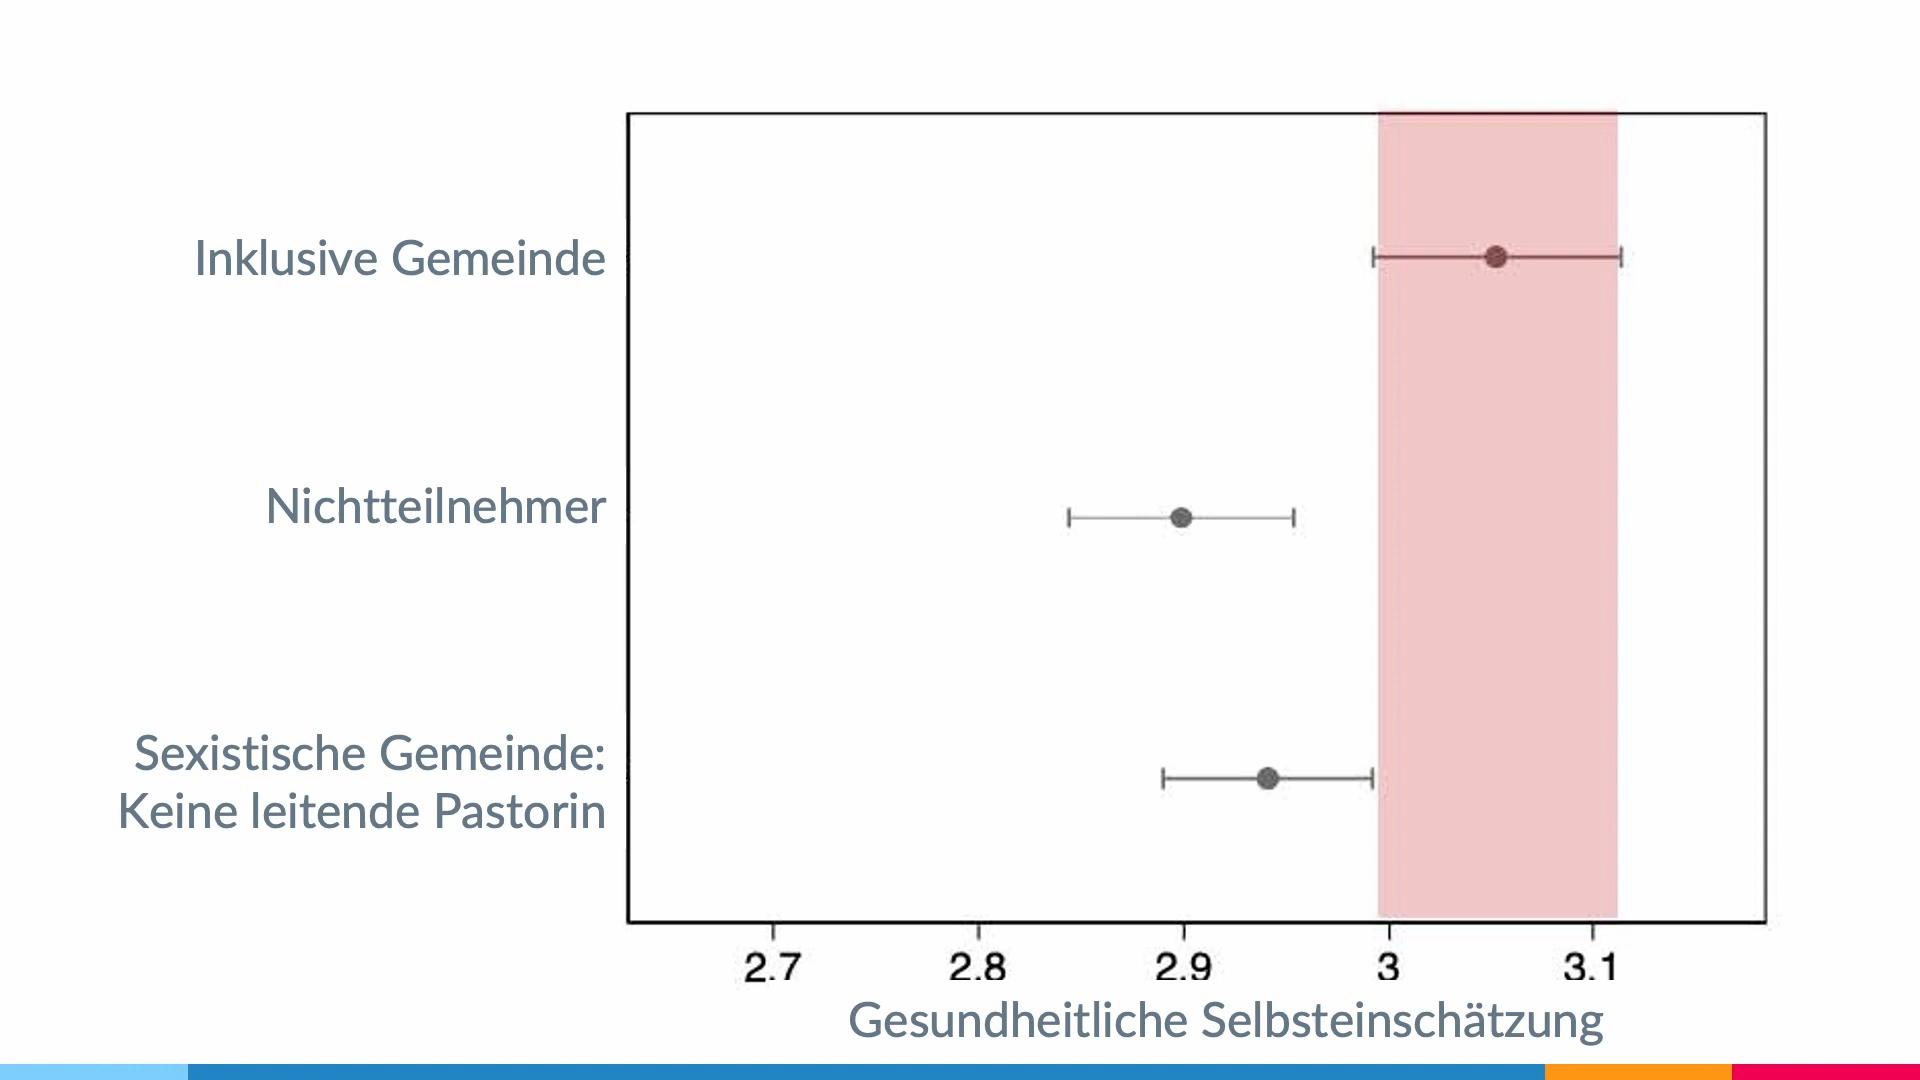 Inklusive Gemeinde
Nichtteilnehmer
Sexistische Gemeinde:
Keine leitende Pastorin
2.7 2.8 2.9 3 3.1
Gesundheitliche Selbsteinschätzung